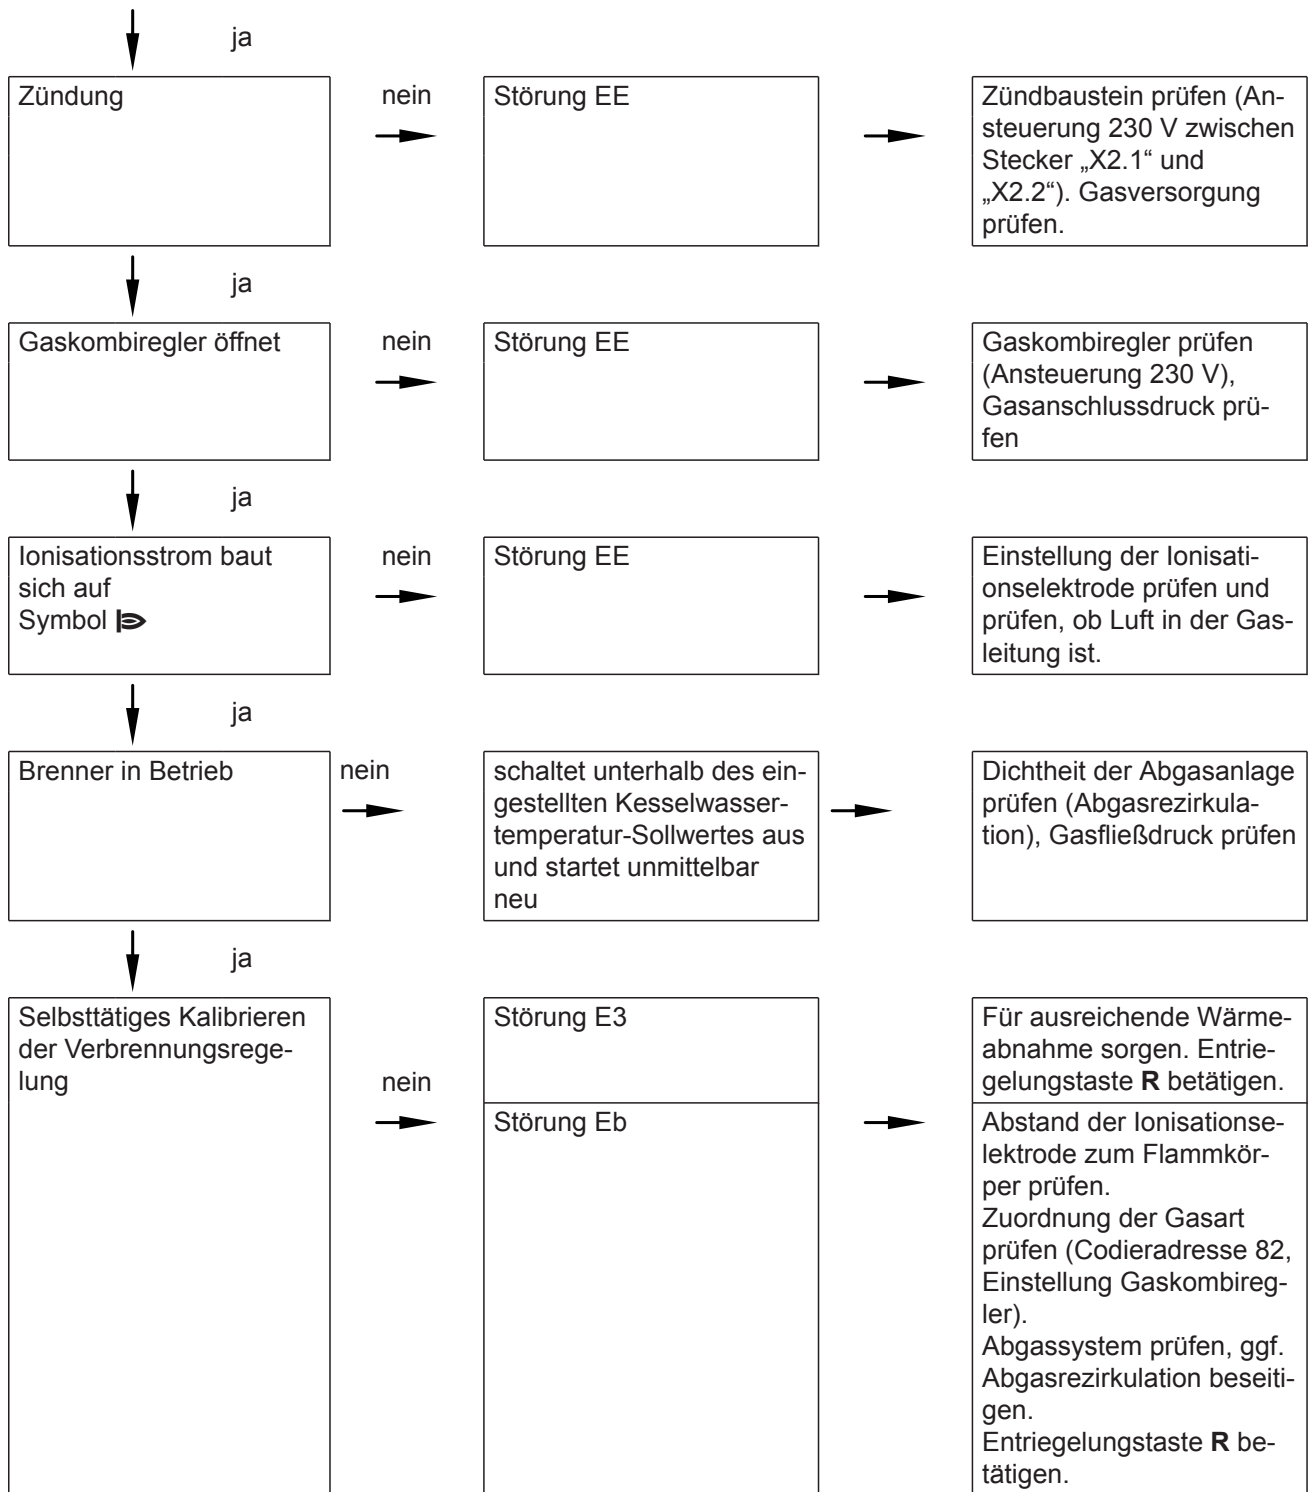 ja
Zündung
nein
Störung EE
Zündbaustein prüfen (An-
steuerung 230 V zwischen
Stecker „X2.1“ und
„X2.2“). Gasversorgung
prüfen.
ja
Gaskombiregler öffnet
nein
Störung EE
Gaskombiregler prüfen
(Ansteuerung 230 V),
Gasanschlussdruck prü-
fen
ja
Ionisationsstrom baut
sich auf
Symbol
nein
Störung EE
Einstellung der Ionisati-
onselektrode prüfen und
prüfen, ob Luft in der Gas-
leitung ist.
ja
Brenner in Betrieb
nein
schaltet unterhalb des ein-
gestellten Kesselwasser-
temperatur-Sollwertes aus
und startet unmittelbar
neu
Dichtheit der Abgasanlage
prüfen (Abgasrezirkula-
tion), Gasfließdruck prüfen
ja
Selbsttätiges Kalibrieren
der Verbrennungsrege-
lung
nein
Störung E3
Für ausreichende Wärme-
abnahme sorgen. Entrie-
gelungstaste R betätigen.
Störung Eb
Abstand der Ionisationse-
lektrode zum Flammkör-
per prüfen.
Zuordnung der Gasart
prüfen (Codieradresse 82,
Einstellung Gaskombireg-
ler).
Abgassystem prüfen, ggf.
Abgasrezirkulation beseiti-
gen.
Entriegelungstaste R be-
tätigen.